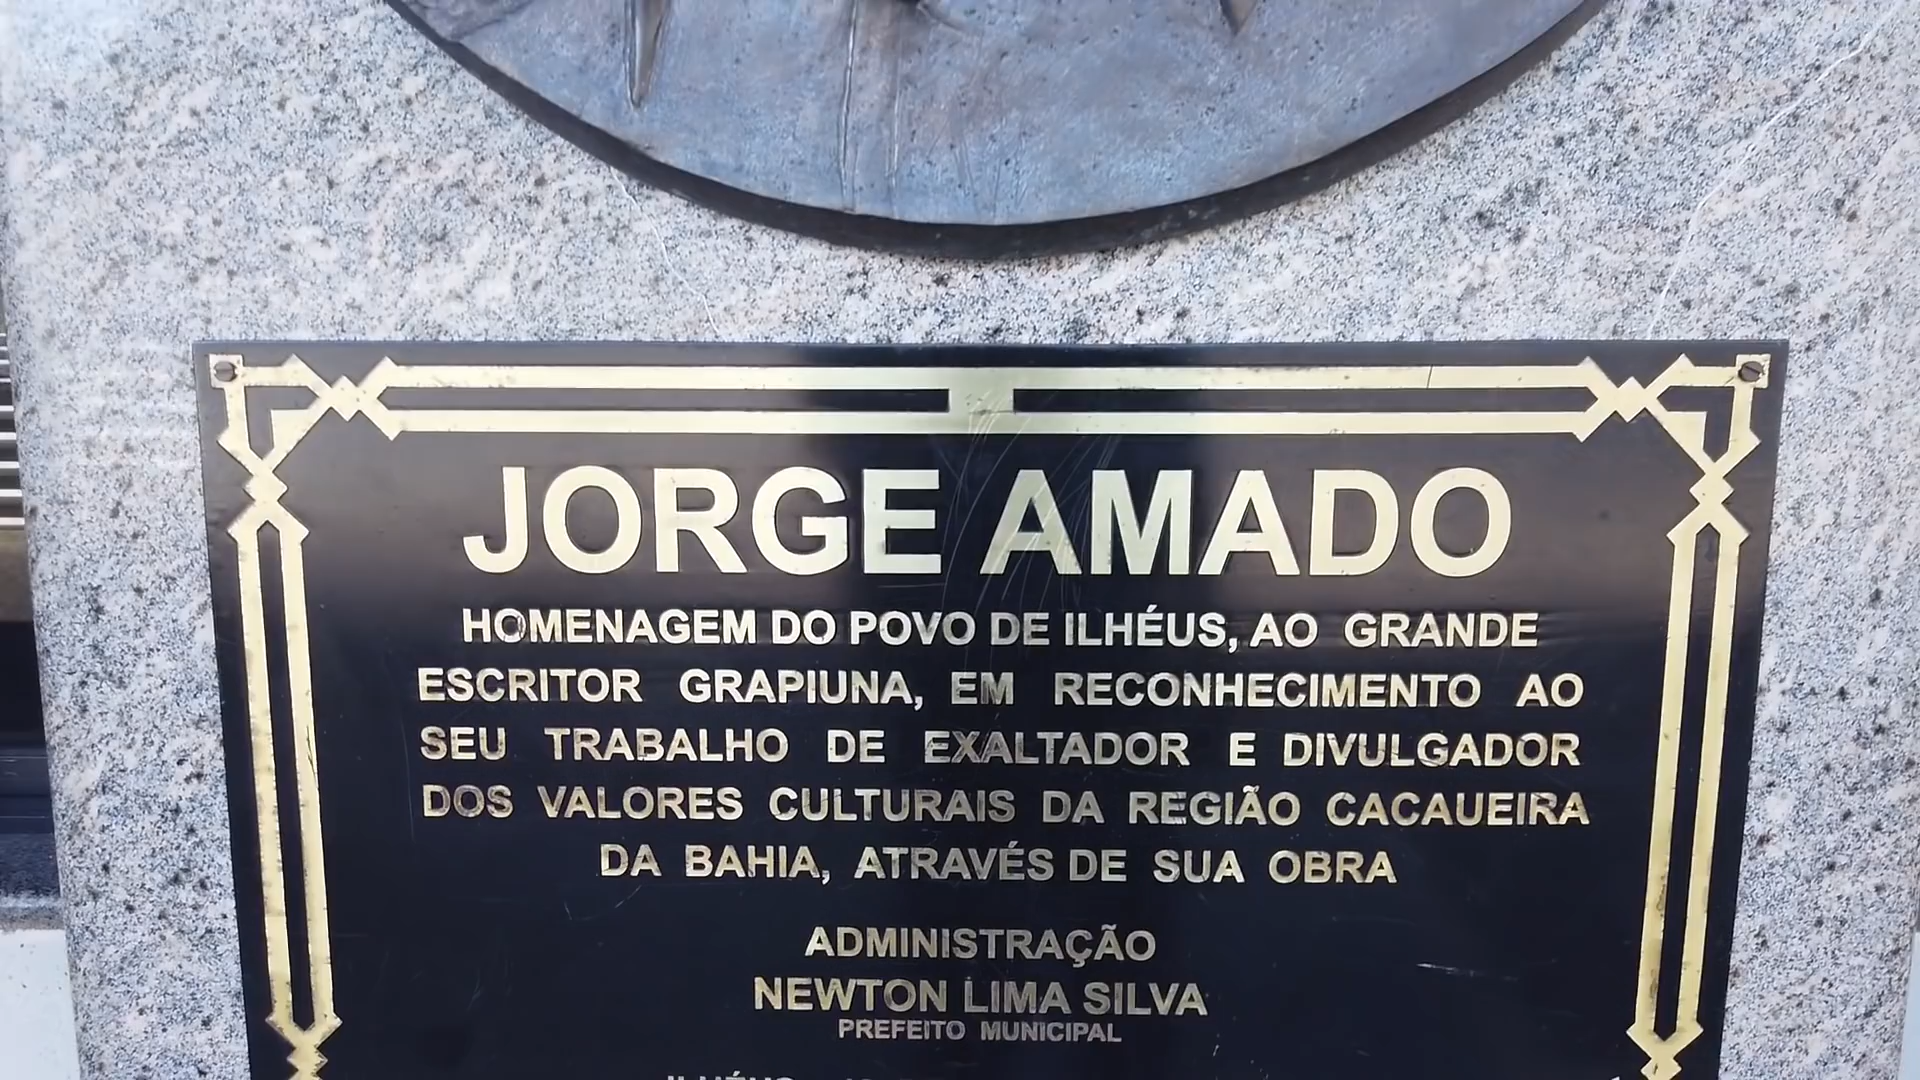 JORGE AMADO
HOMENAGEM DO POVO DE ILHÉUS, AO GRANDE
ESCRITOR GRAPIUNA, EM RECONHECIMENTO AO
SEU TRABALHO DE EXALTADOR E DIVULGADOR
DOS VALORES CULTURAIS DA REGIÃO CACAUEIRA
DA BAHIA, ATRAVÉS DE SUA OBRA
ADMINISTRAÇÃO
NEWTON LIMA SILVA
PREFEITO MUNICIPAL